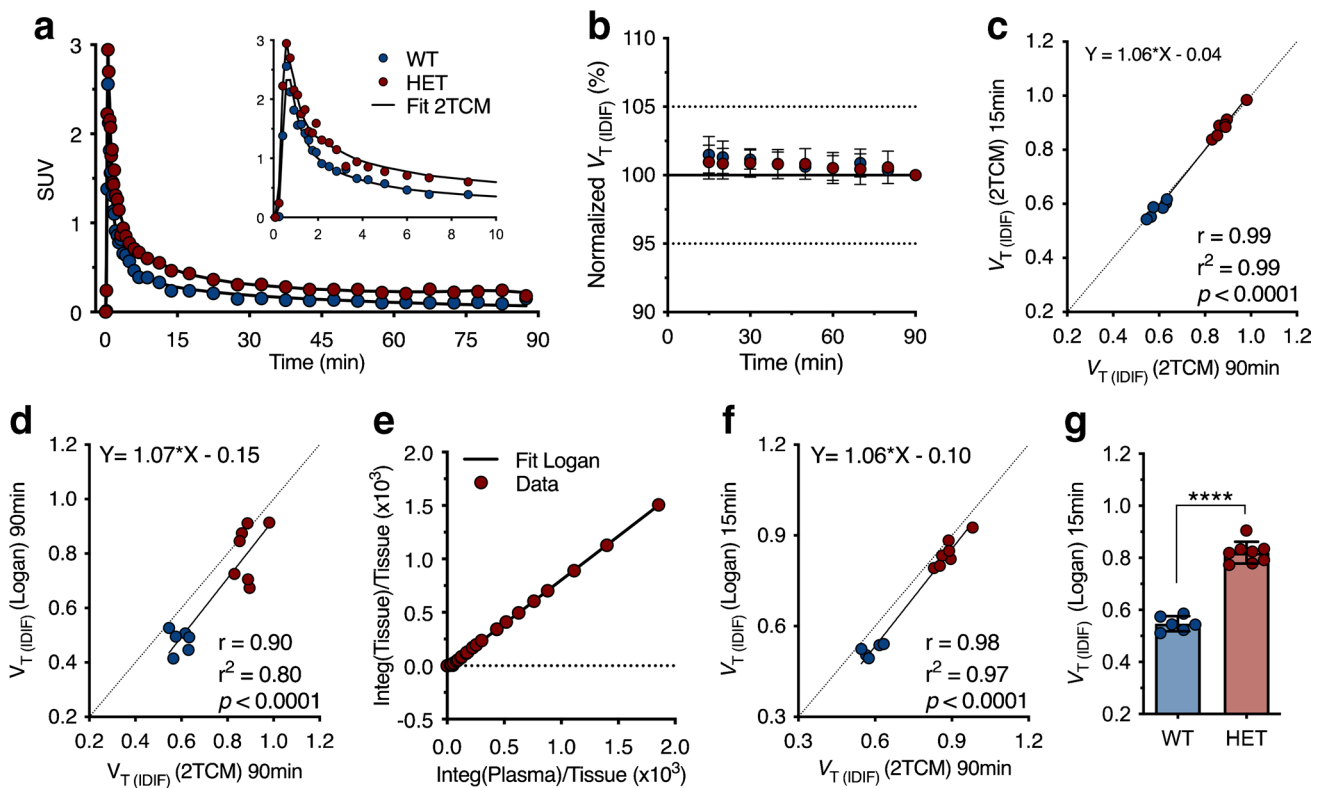 a
3
2
1
0
SUV
0 15 30 45 60 75 90
Time (min)
3
2
1
0
0 2 4 6 8 10
WT
HET
Fit 2TCM
b
110
105
100
95
90
Normalized VT (IDIF) (%)
0 30 60 90
Time (min)
c
1.2
1.0
0.8
0.6
0.4
0.2
VT (IDIF) (2TCM) 15min
Y = 1.06*X - 0.04
r = 0.99
r² = 0.99
p < 0.0001
0.2 0.4 0.6 0.8 1.0 1.2
VT (IDIF) (2TCM) 90min
d
1.2
1.0
0.8
0.6
0.4
0.2
VT (IDIF) (Logan) 90min
Y= 1.07*X - 0.15
r = 0.90
r² = 0.80
p < 0.0001
0.2 0.4 0.6 0.8 1.0 1.2
VT (IDIF) (2TCM) 90min
e
2.0
1.5
1.0
0.5
0.0
-0.5
Integ(Tissue)/Tissue (x10³)
Fit Logan
Data
0.0 0.5 1.0 1.5 2.0
Integ(Plasma)/Tissue (x10³)
f
1.2
0.9
0.6
0.3
VT (IDIF) (Logan) 15min
Y= 1.06*X - 0.10
r = 0.98
r² = 0.97
p < 0.0001
0.3 0.6 0.9 1.2
VT (IDIF) (2TCM) 90min
g
1.2
1.0
0.8
0.6
0.4
0.2
VT (IDIF) (Logan) 15min
****
WT HET